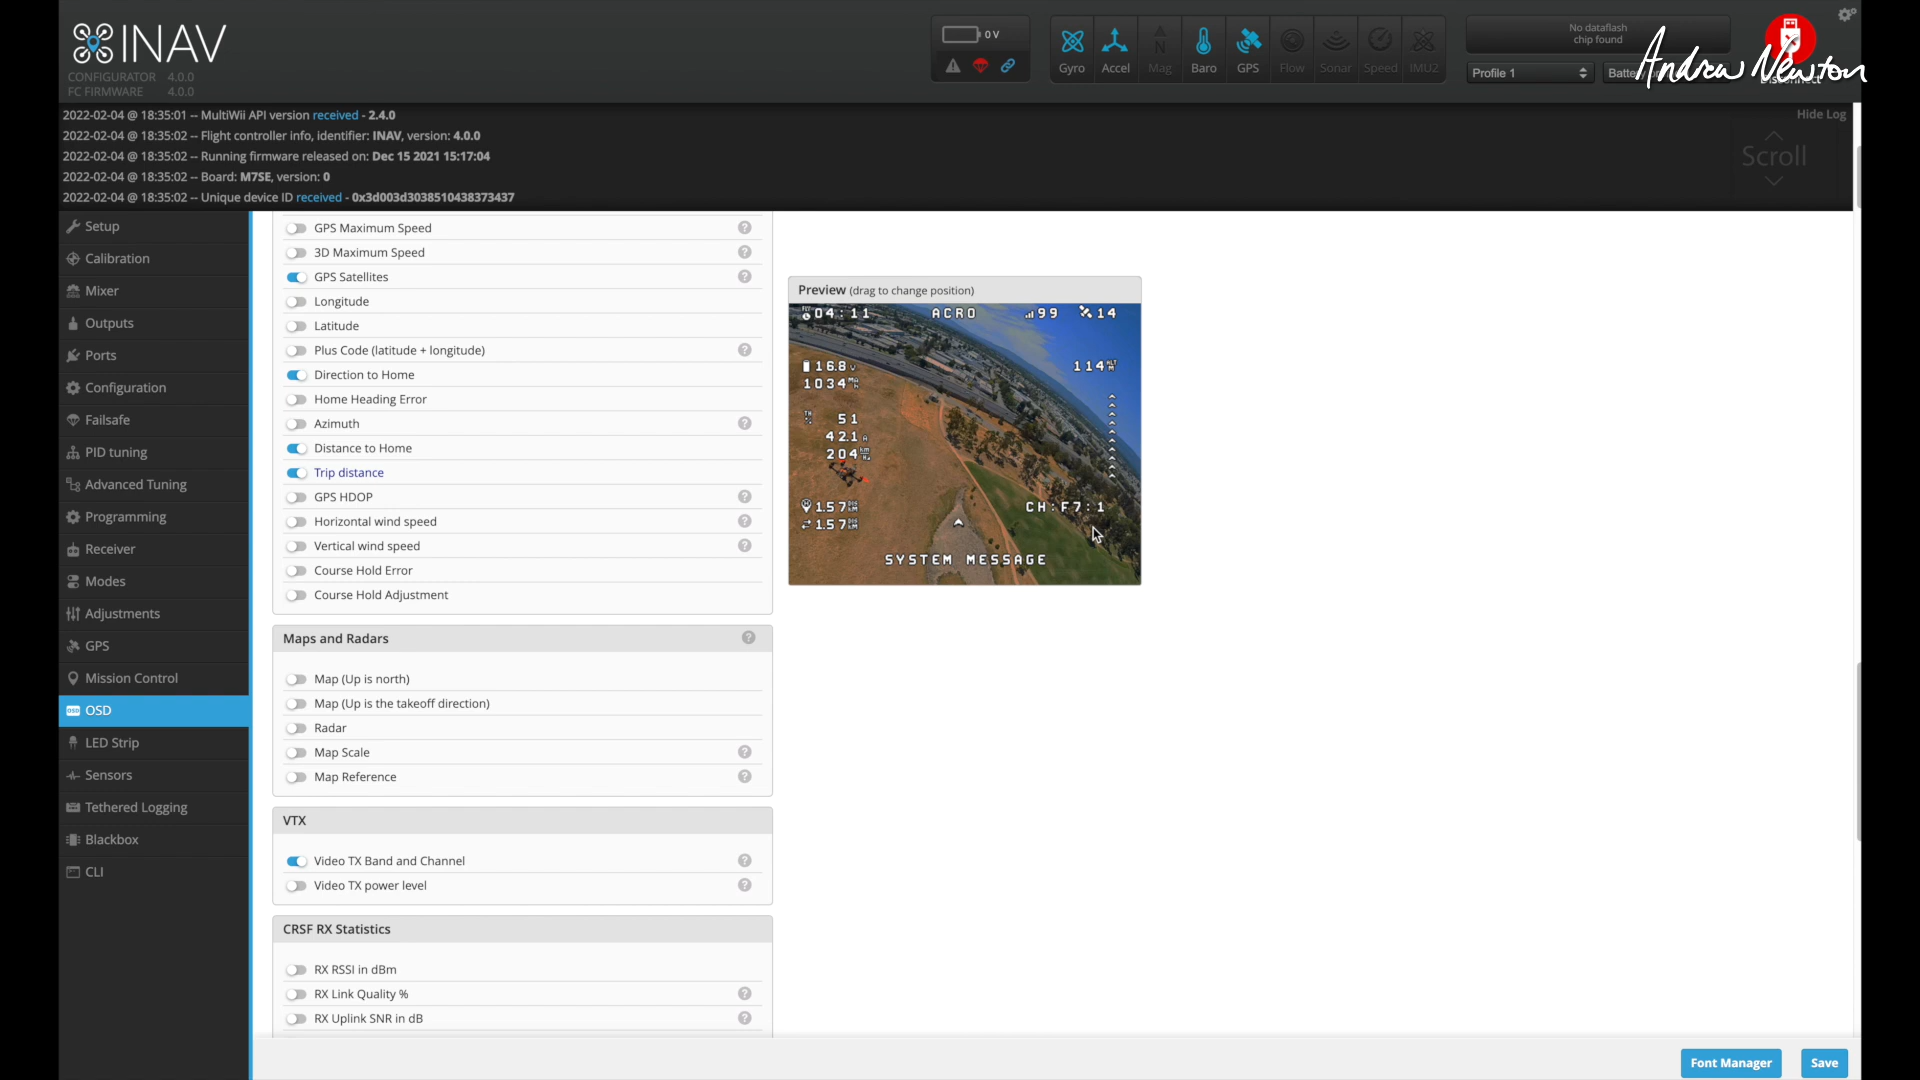 INAV
CONFIGURATOR 4.0.0
FC FIRMWARE 4.0.0
0 V
Gyro
Accel
Mag
Baro
GPS
Flow
Sonar
Speed
IMU2
No dataflash
chip found
Profile 1
Andrew Newton
Disconnect
2022-02-04 @ 18:35:01 -- MultiWii API version received - 2.4.0
2022-02-04 @ 18:35:02 -- Flight controller info, identifier: INAV, version: 4.0.0
2022-02-04 @ 18:35:02 -- Running firmware released on: Dec 15 2021 15:17:04
2022-02-04 @ 18:35:02 -- Board: M7SE, version: 0
2022-02-04 @ 18:35:02 -- Unique device ID received - 0x3d003d3038510438373437
Hide Log
Scroll
Setup
Calibration
Mixer
Outputs
Ports
Configuration
Failsafe
PID tuning
Advanced Tuning
Programming
Receiver
Modes
Adjustments
GPS
Mission Control
OSD
LED Strip
Sensors
Tethered Logging
Blackbox
CLI
GPS Maximum Speed
3D Maximum Speed
GPS Satellites
Longitude
Latitude
Plus Code (latitude + longitude)
Direction to Home
Home Heading Error
Azimuth
Distance to Home
Trip distance
GPS HDOP
Horizontal wind speed
Vertical wind speed
Course Hold Error
Course Hold Adjustment
Maps and Radars
Map (Up is north)
Map (Up is the takeoff direction)
Radar
Map Scale
Map Reference
VTX
Video TX Band and Channel
Video TX power level
CRSF RX Statistics
RX RSSI in dBm
RX Link Quality %
RX Uplink SNR in dB
Preview (drag to change position)
04:11 ACRO 99 14
16.8 V 114 ALT M
1034
51
42.1 A
204
1.57
CH:F7:1
1.57
SYSTEM MESSAGE
Font Manager
Save